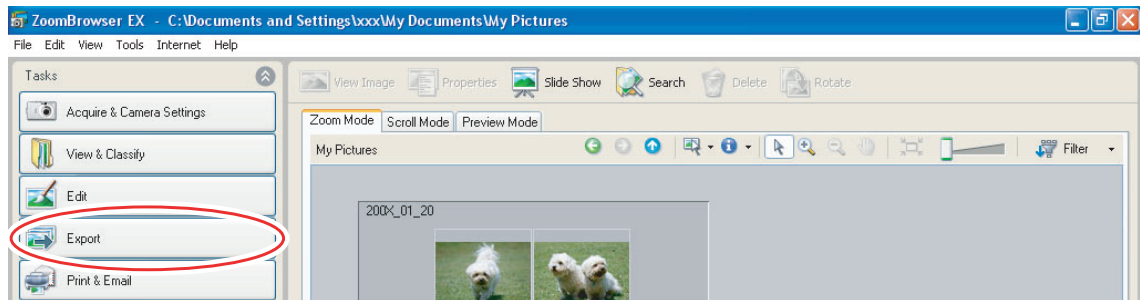 ZoomBrowser EX - C:\Documents and Settings\xxx\My Documents\My Pictures
File Edit View Tools Internet Help
Tasks
View Image Properties Slide Show Search Delete Rotate
Acquire & Camera Settings
Zoom Mode Scroll Mode Preview Mode
View & Classify
My Pictures
Filter
Edit
200X_01_20
Export
Print & Email